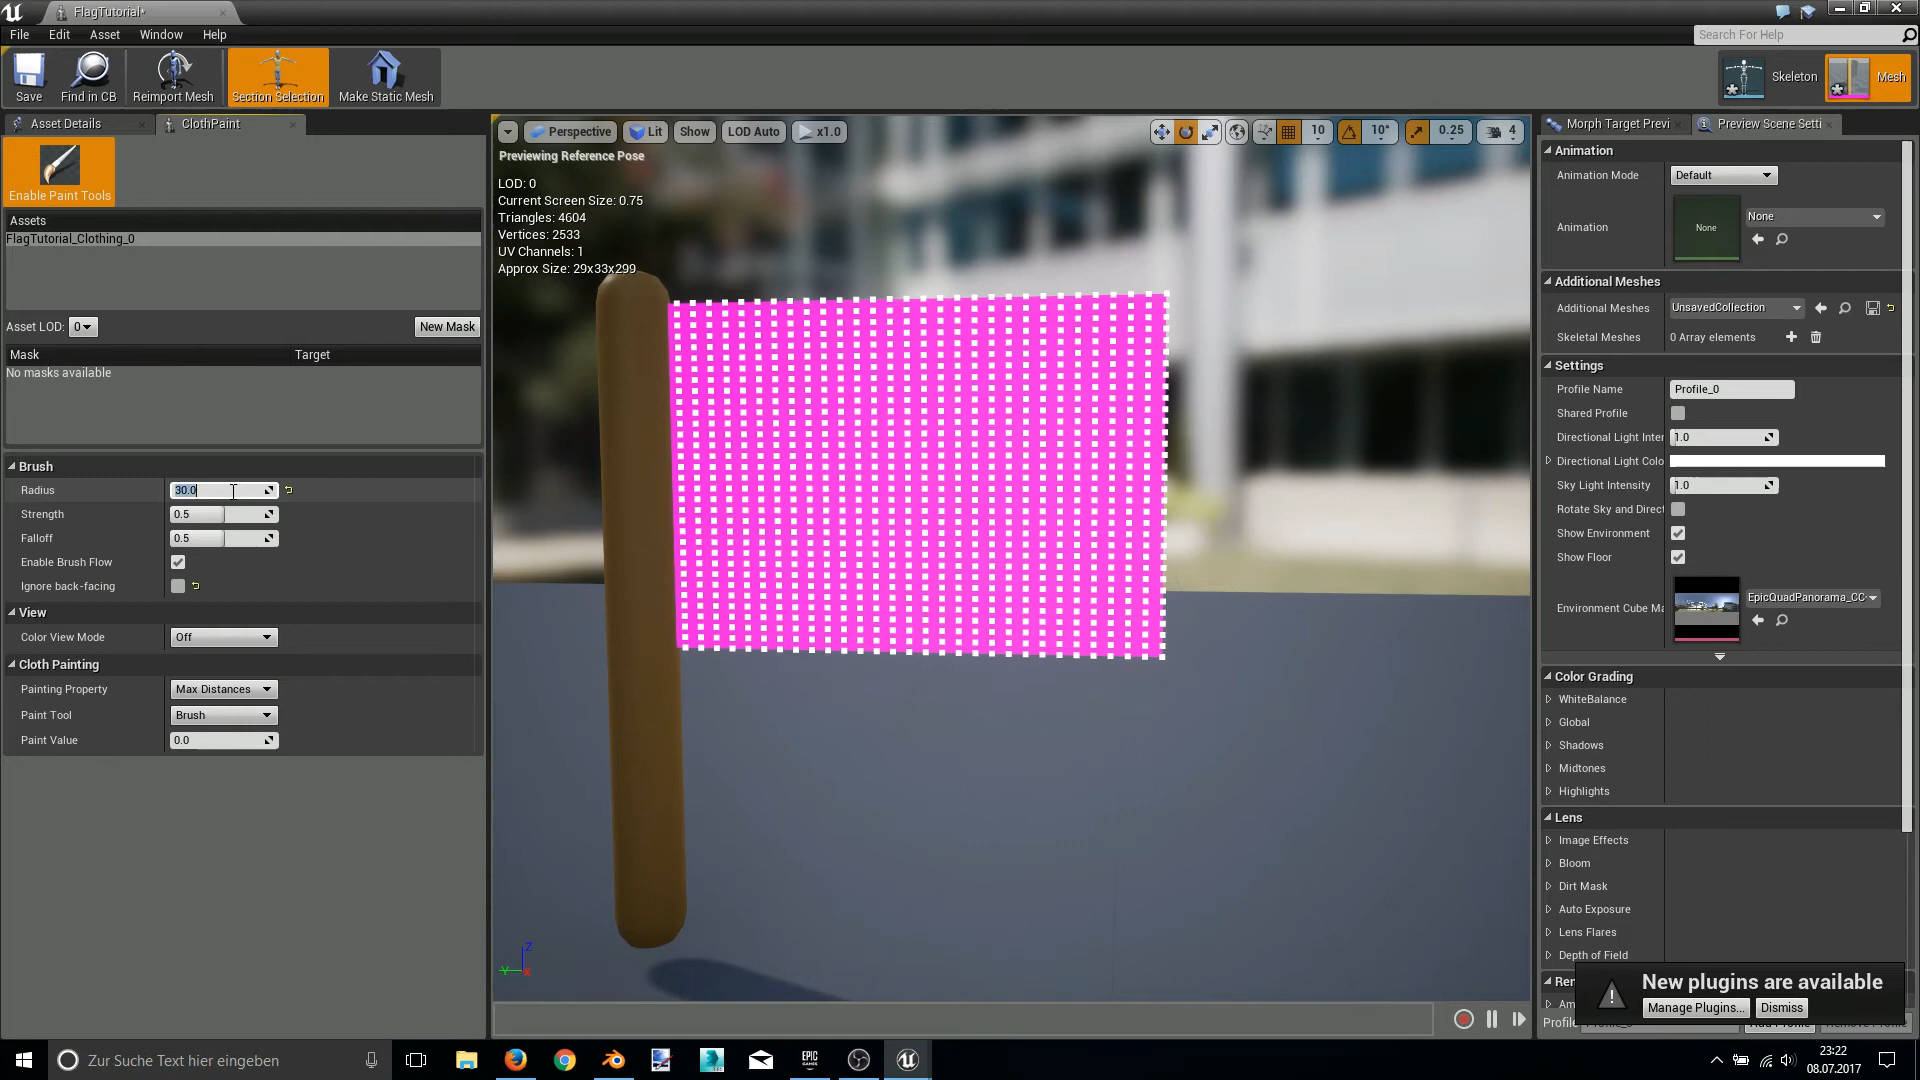 FlagTutorial*
File Edit Asset Window Help
Search For Help
Save Find in CB Reimport Mesh Section Selection Make Static Mesh
Skeleton Mesh
Asset Details ClothPaint
Enable Paint Tools
Assets
FlagTutorial_Clothing_0
Asset LOD: 0 New Mask
Mask Target
No masks available
Brush
Radius 30.0
Strength 0.5
Falloff 0.5
Enable Brush Flow
Ignore back-facing
View
Color View Mode Off
Cloth Painting
Painting Property Max Distances
Paint Tool Brush
Paint Value 0.0
Perspective Lit Show LOD Auto x1.0 10 10° 0.25 4
Previewing Reference Pose
LOD: 0
Current Screen Size: 0.75
Triangles: 4604
Vertices: 2533
UV Channels: 1
Approx Size: 29x33x299
Z
Y X
Morph Target Previ Preview Scene Setti
Animation
Animation Mode Default
Animation None None
Additional Meshes
Additional Meshes UnsavedCollection
Skeletal Meshes 0 Array elements
Settings
Profile Name Profile_0
Shared Profile
Directional Light Inter 1.0
Directional Light Colo
Sky Light Intensity 1.0
Rotate Sky and Direct
Show Environment
Show Floor
Environment Cube Ma EpicQuadPanorama_CC
Color Grading
WhiteBalance
Global
Shadows
Midtones
Highlights
Lens
Image Effects
Bloom
Dirt Mask
Auto Exposure
Lens Flares
Depth of Field
Ren
Am
Profile
New plugins are available
Manage Plugins... Dismiss
Zur Suche Text hier eingeben
EPIC GAMES
23:22
08.07.2017